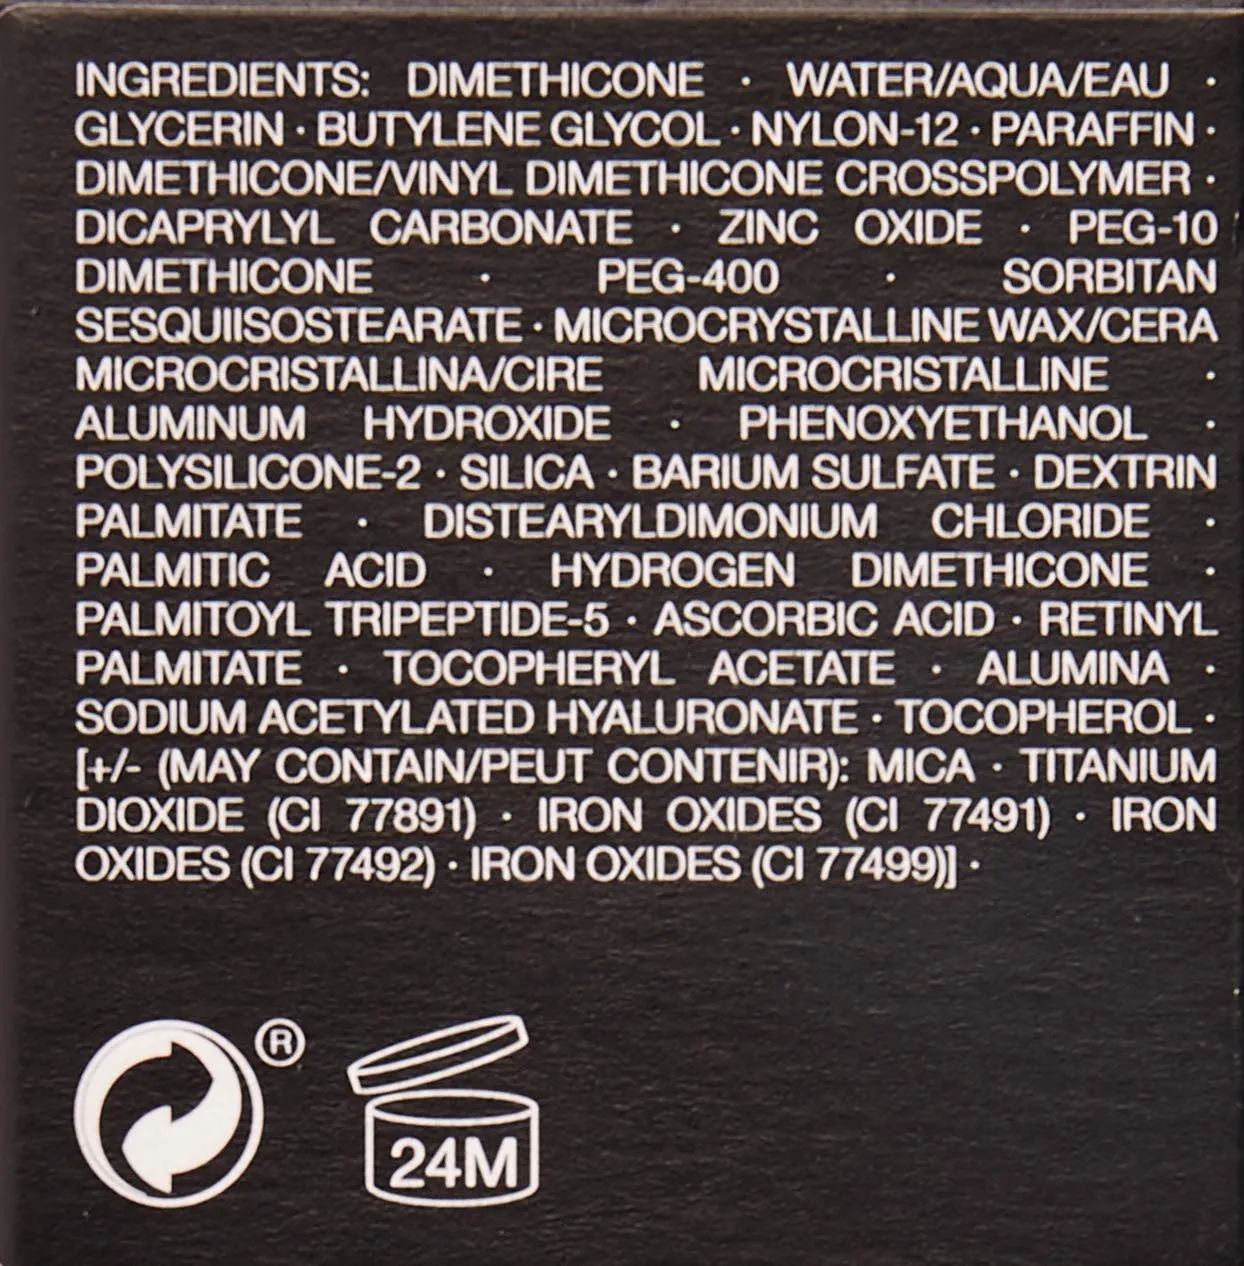 INGREDIENTS: DIMETHICONE · WATER/AQUA/EAU ·
GLYCERIN · BUTYLENE GLYCOL · NYLON-12 · PARAFFIN ·
DIMETHICONE/VINYL DIMETHICONE CROSSPOLYMER ·
DICAPRYLYL CARBONATE · ZINC OXIDE · PEG-10
DIMETHICONE · PEG-400 · SORBITAN
SESQUIISOSTEARATE · MICROCRYSTALLINE WAX/CERA
MICROCRISTALLINA/CIRE MICROCRISTALLINE ·
ALUMINUM HYDROXIDE · PHENOXYETHANOL ·
POLYSILICONE-2 · SILICA · BARIUM SULFATE · DEXTRIN
PALMITATE · DISTEARYLDIMONIUM CHLORIDE ·
PALMITIC ACID · HYDROGEN DIMETHICONE ·
PALMITOYL TRIPEPTIDE-5 · ASCORBIC ACID · RETINYL
PALMITATE · TOCOPHERYL ACETATE · ALUMINA ·
SODIUM ACETYLATED HYALURONATE · TOCOPHEROL ·
[+/- (MAY CONTAIN/PEUT CONTENIR): MICA · TITANIUM
DIOXIDE (CI 77891) · IRON OXIDES (CI 77491) · IRON
OXIDES (CI 77492) · IRON OXIDES (CI 77499)] ·
®
24M